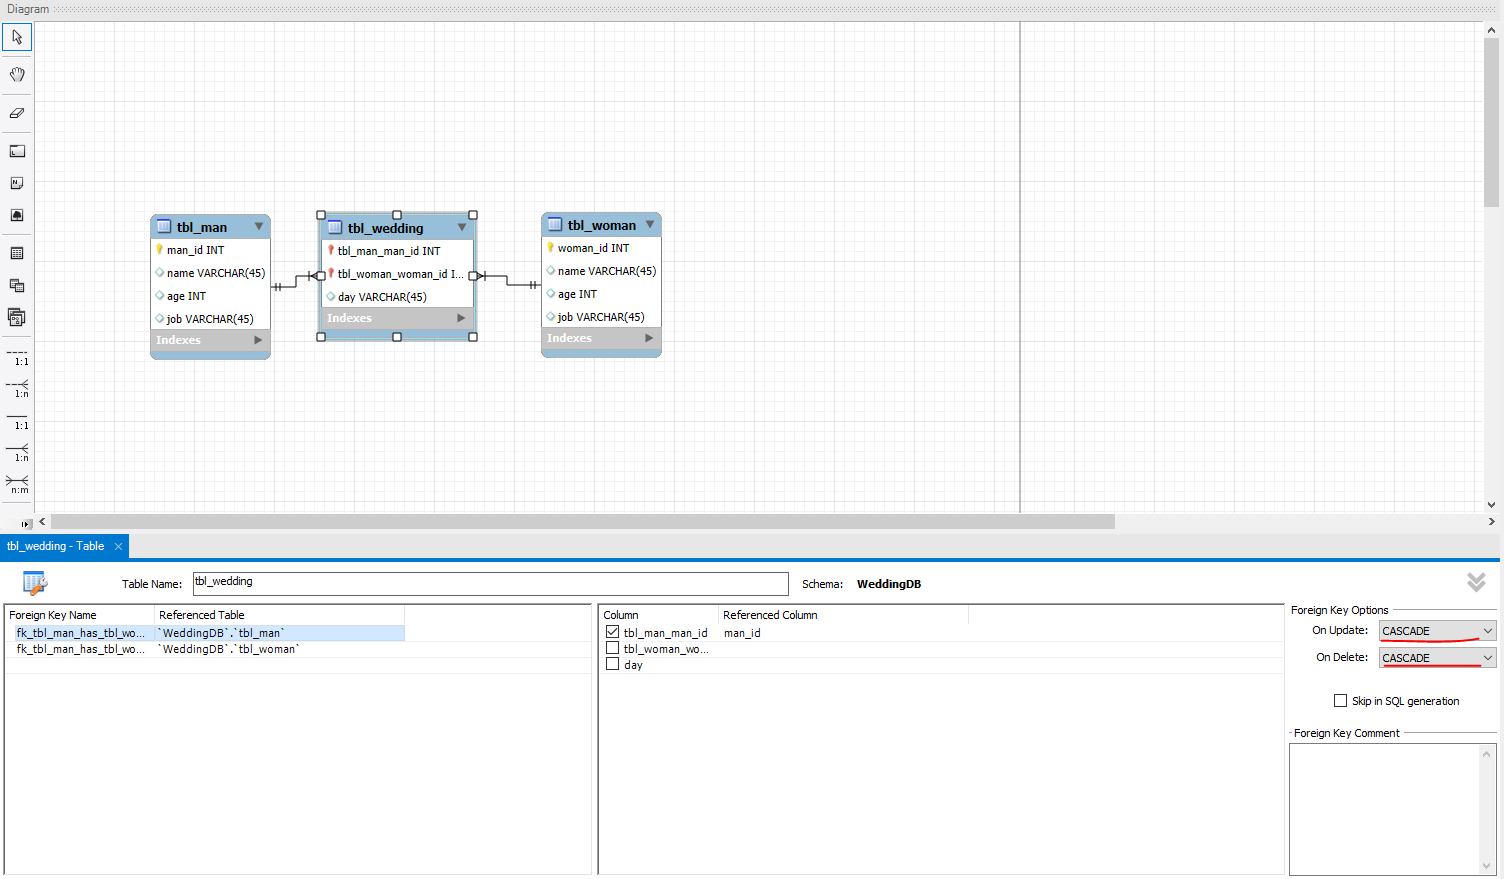 Diagram
tbl_man
man_id INT
name VARCHAR(45)
age INT
job VARCHAR(45)
Indexes
tbl_wedding
tbl_man_man_id INT
tbl_woman_woman_id I...
day VARCHAR(45)
Indexes
tbl_woman
woman_id INT
name VARCHAR(45)
age INT
job VARCHAR(45)
Indexes
1:1
1:n
1:1
1:n
n:m
tbl_wedding - Table
Table Name: tbl_wedding Schema: WeddingDB
Foreign Key Name Referenced Table
fk_tbl_man_has_tbl_wo... `WeddingDB`.`tbl_man`
fk_tbl_man_has_tbl_wo... `WeddingDB`.`tbl_woman`
Column Referenced Column
tbl_man_man_id man_id
tbl_woman_wo...
day
Foreign Key Options
On Update: CASCADE
On Delete: CASCADE
Skip in SQL generation
Foreign Key Comment